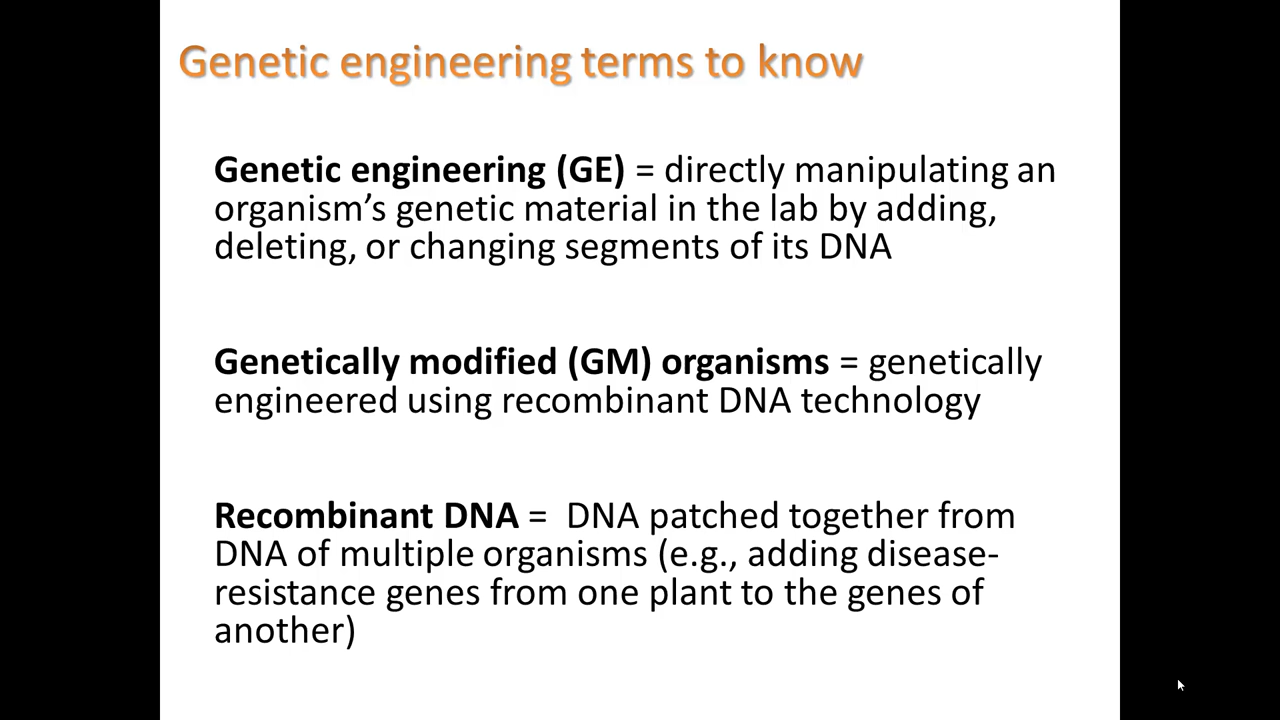 Genetic engineering terms to know
Genetic engineering (GE) = directly manipulating an
organism’s genetic material in the lab by adding,
deleting, or changing segments of its DNA
Genetically modified (GM) organisms = genetically
engineered using recombinant DNA technology
Recombinant DNA =  DNA patched together from
DNA of multiple organisms (e.g., adding disease-
resistance genes from one plant to the genes of
another)